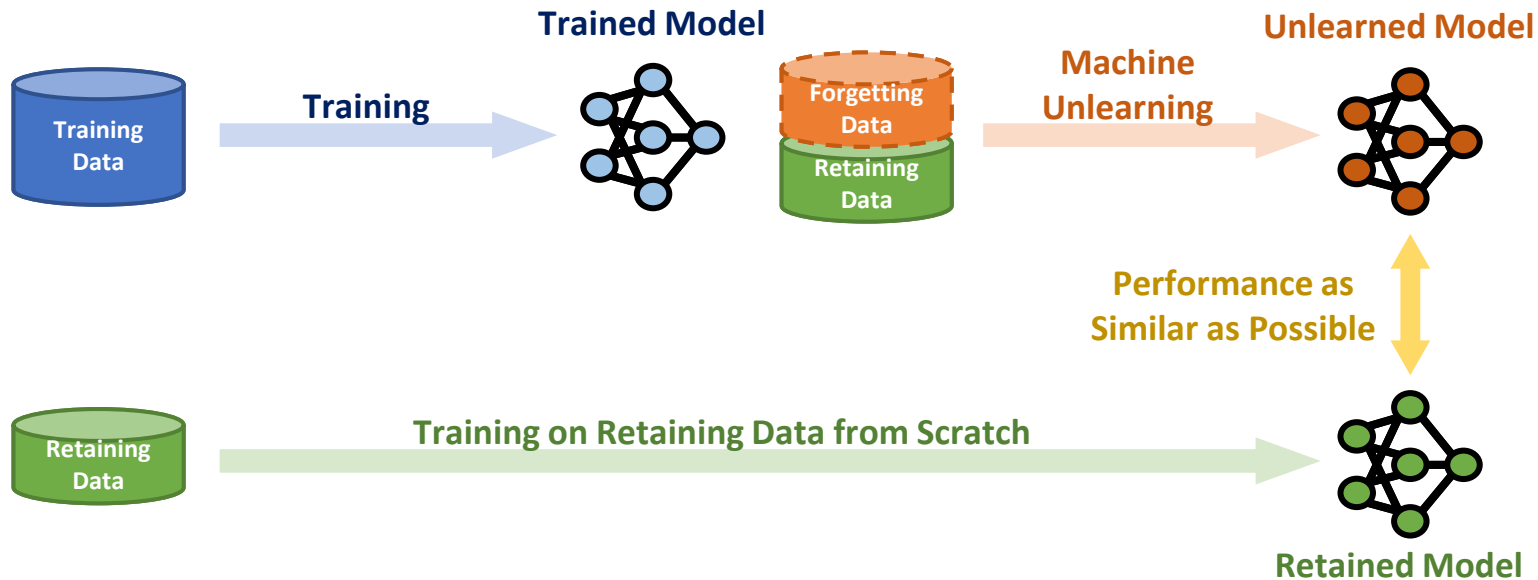 Trained Model
Unlearned Model
Training
Data
Training
Forgetting
Data
Retaining
Data
Machine
Unlearning
Performance as
Similar as Possible
Retaining
Data
Training on Retaining Data from Scratch
Retained Model